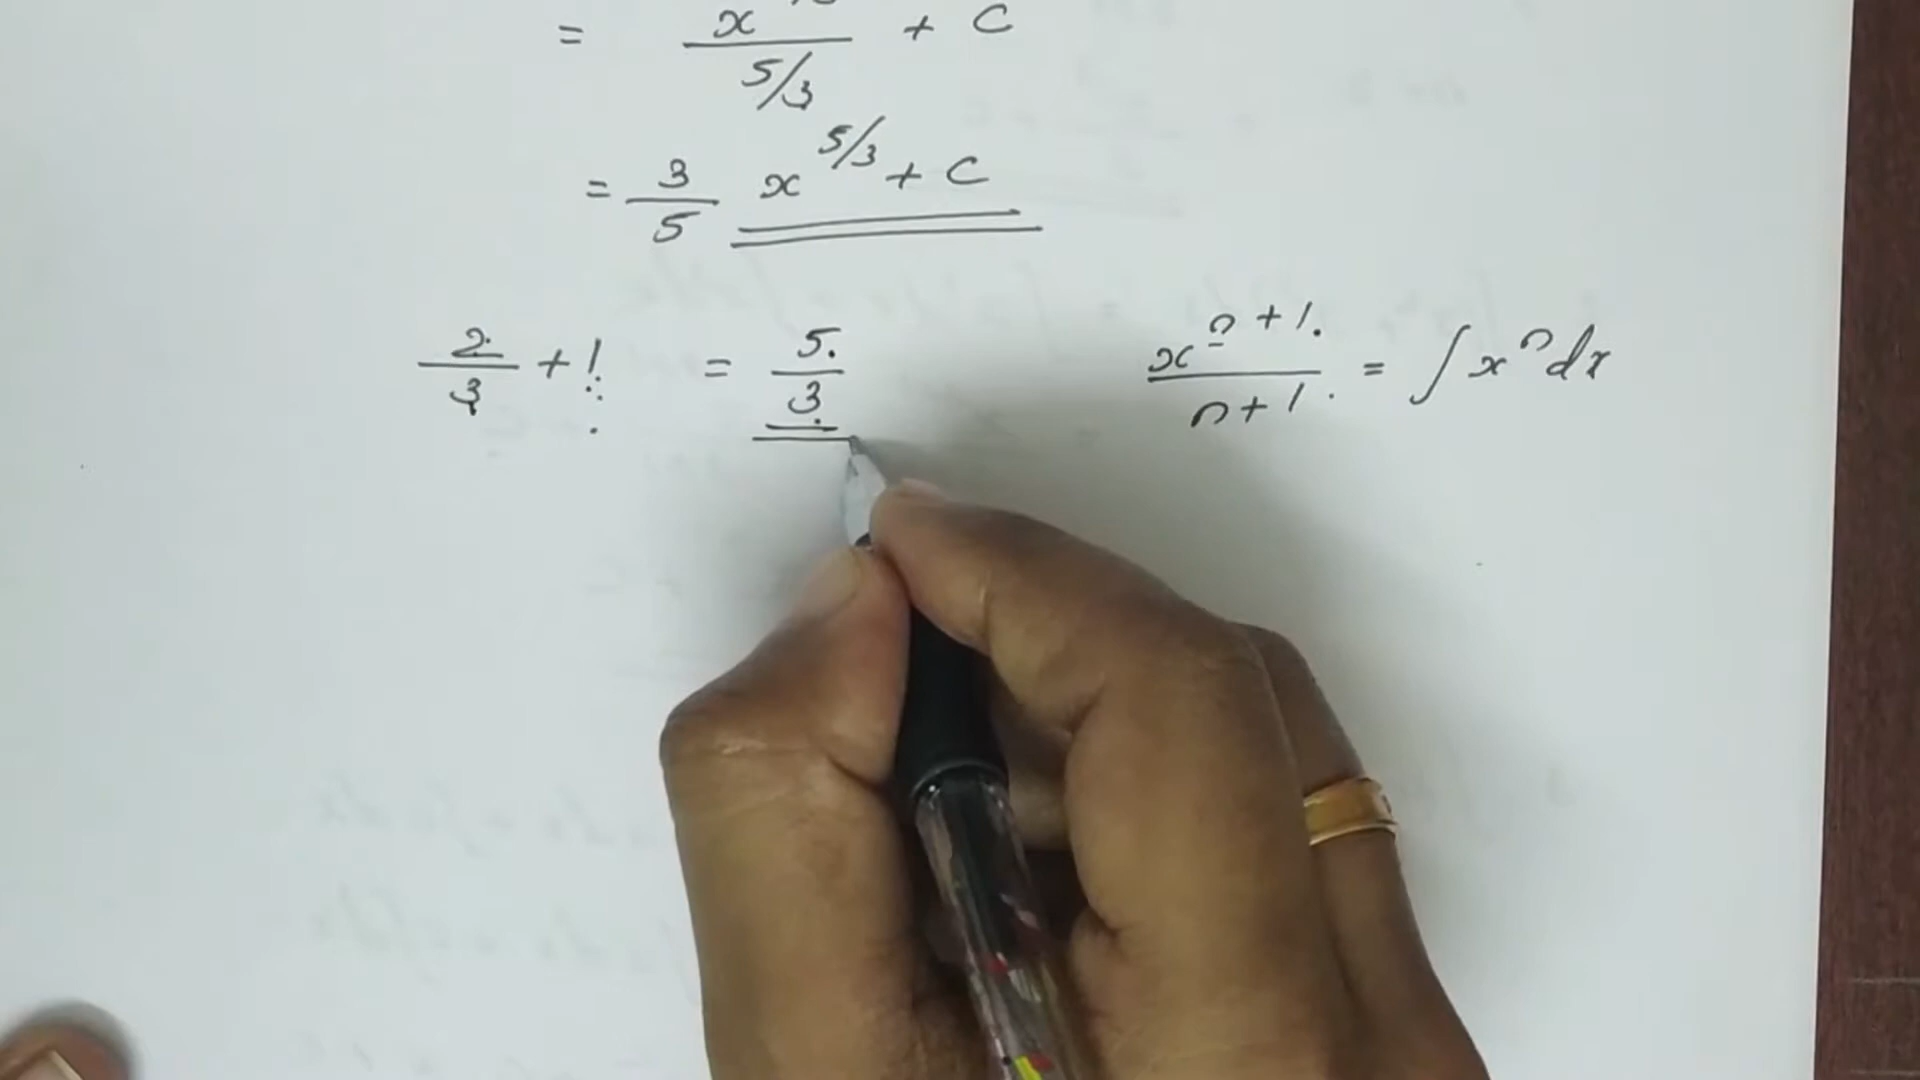 = x / 5/3 + C
= 3/5 x^5/3 + C
2/3 + 1 = 5/3
x^n+1 / n+1 = ∫ x^n dx